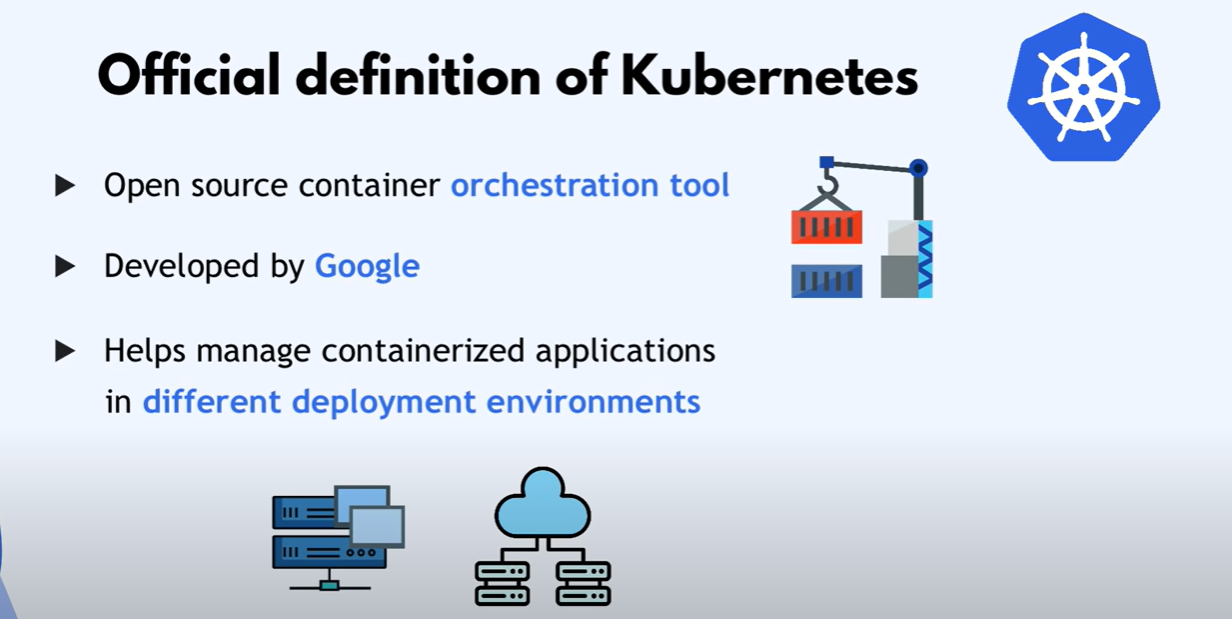 Official definition of Kubernetes
Open source container orchestration tool
Developed by Google
Helps manage containerized applications
in different deployment environments